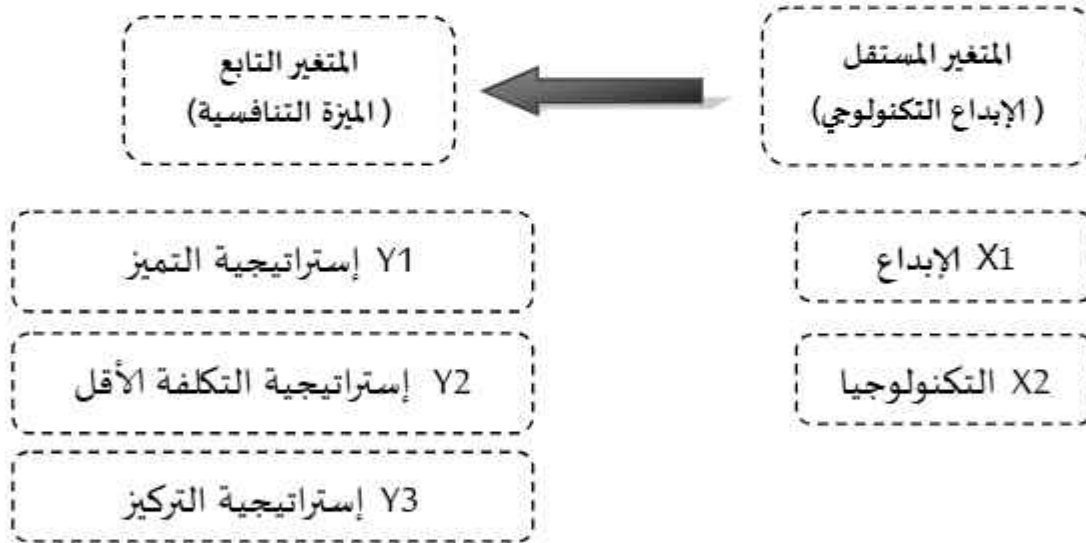 المتغير المستقل
(الإبداع التكنولوجي)
المتغير التابع
(الميزة التنافسية)
X1 الإبداع
Y1 إستراتيجية التميز
X2 التكنولوجيا
Y2 إستراتيجية التكلفة الأقل
Y3 إستراتيجية التركيز